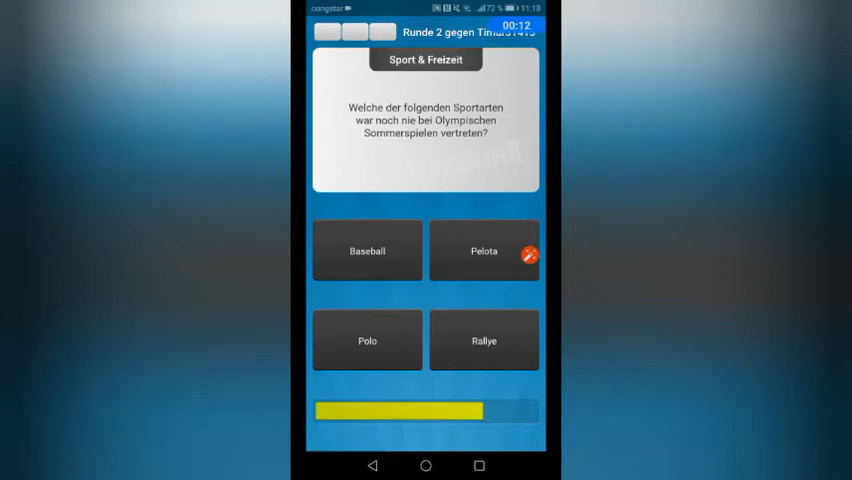 congstar
72 % 11:18
00:12
Runde 2 gegen
Sport & Freizeit
Welche der folgenden Sportarten
war noch nie bei Olympischen
Sommerspielen vertreten?
Baseball
Pelota
Polo
Rallye